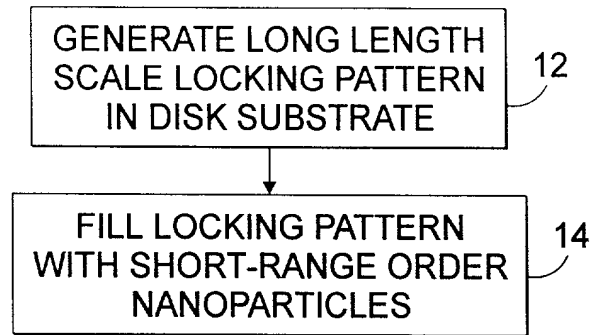 GENERATE LONG LENGTH
SCALE LOCKING PATTERN
IN DISK SUBSTRATE
12
FILL LOCKING PATTERN
WITH SHORT-RANGE ORDER
NANOPARTICLES
14